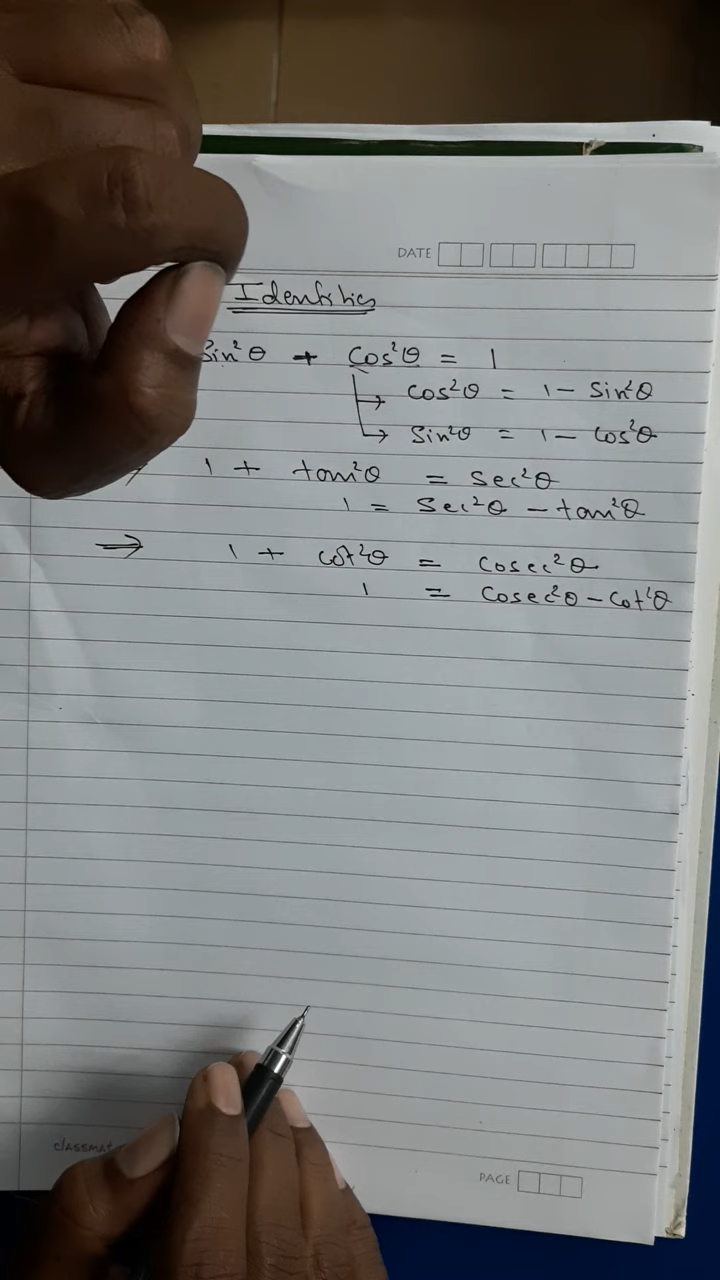 DATE
Identities
Sin²θ + Cos²θ = 1
→ Cos²θ = 1 - Sin²θ
→ Sin²θ = 1 - Cos²θ
1 + tan²θ = Sec²θ
1 = Sec²θ - tan²θ
⇒ 1 + Cot²θ = Cosec²θ
1 = Cosec²θ - Cot²θ
PAGE